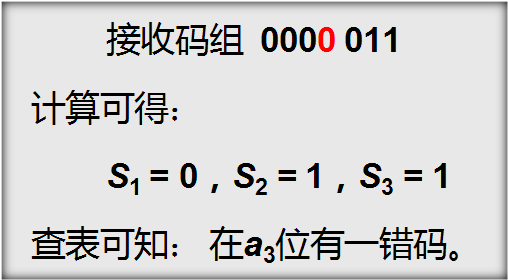 接收码组 0000 011
计算可得：
S₁ = 0，S₂ = 1，S₃ = 1
查表可知： 在a₃位有一错码。